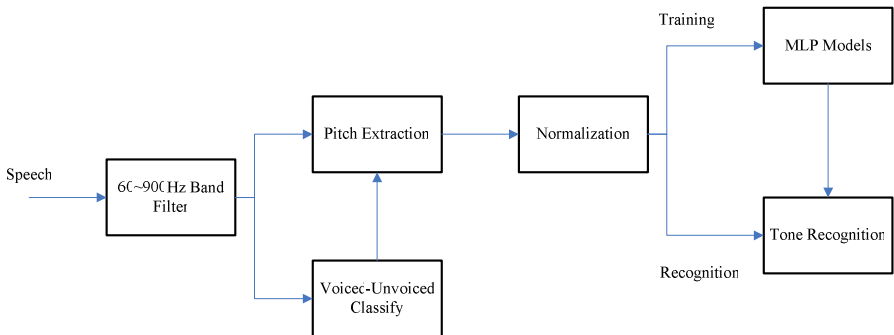 Training
MLP Models
Pitch Extraction
Normalization
Speech
60~900Hz Band
Filter
Tone Recognition
Recognition
Voiced-Unvoiced
Classify